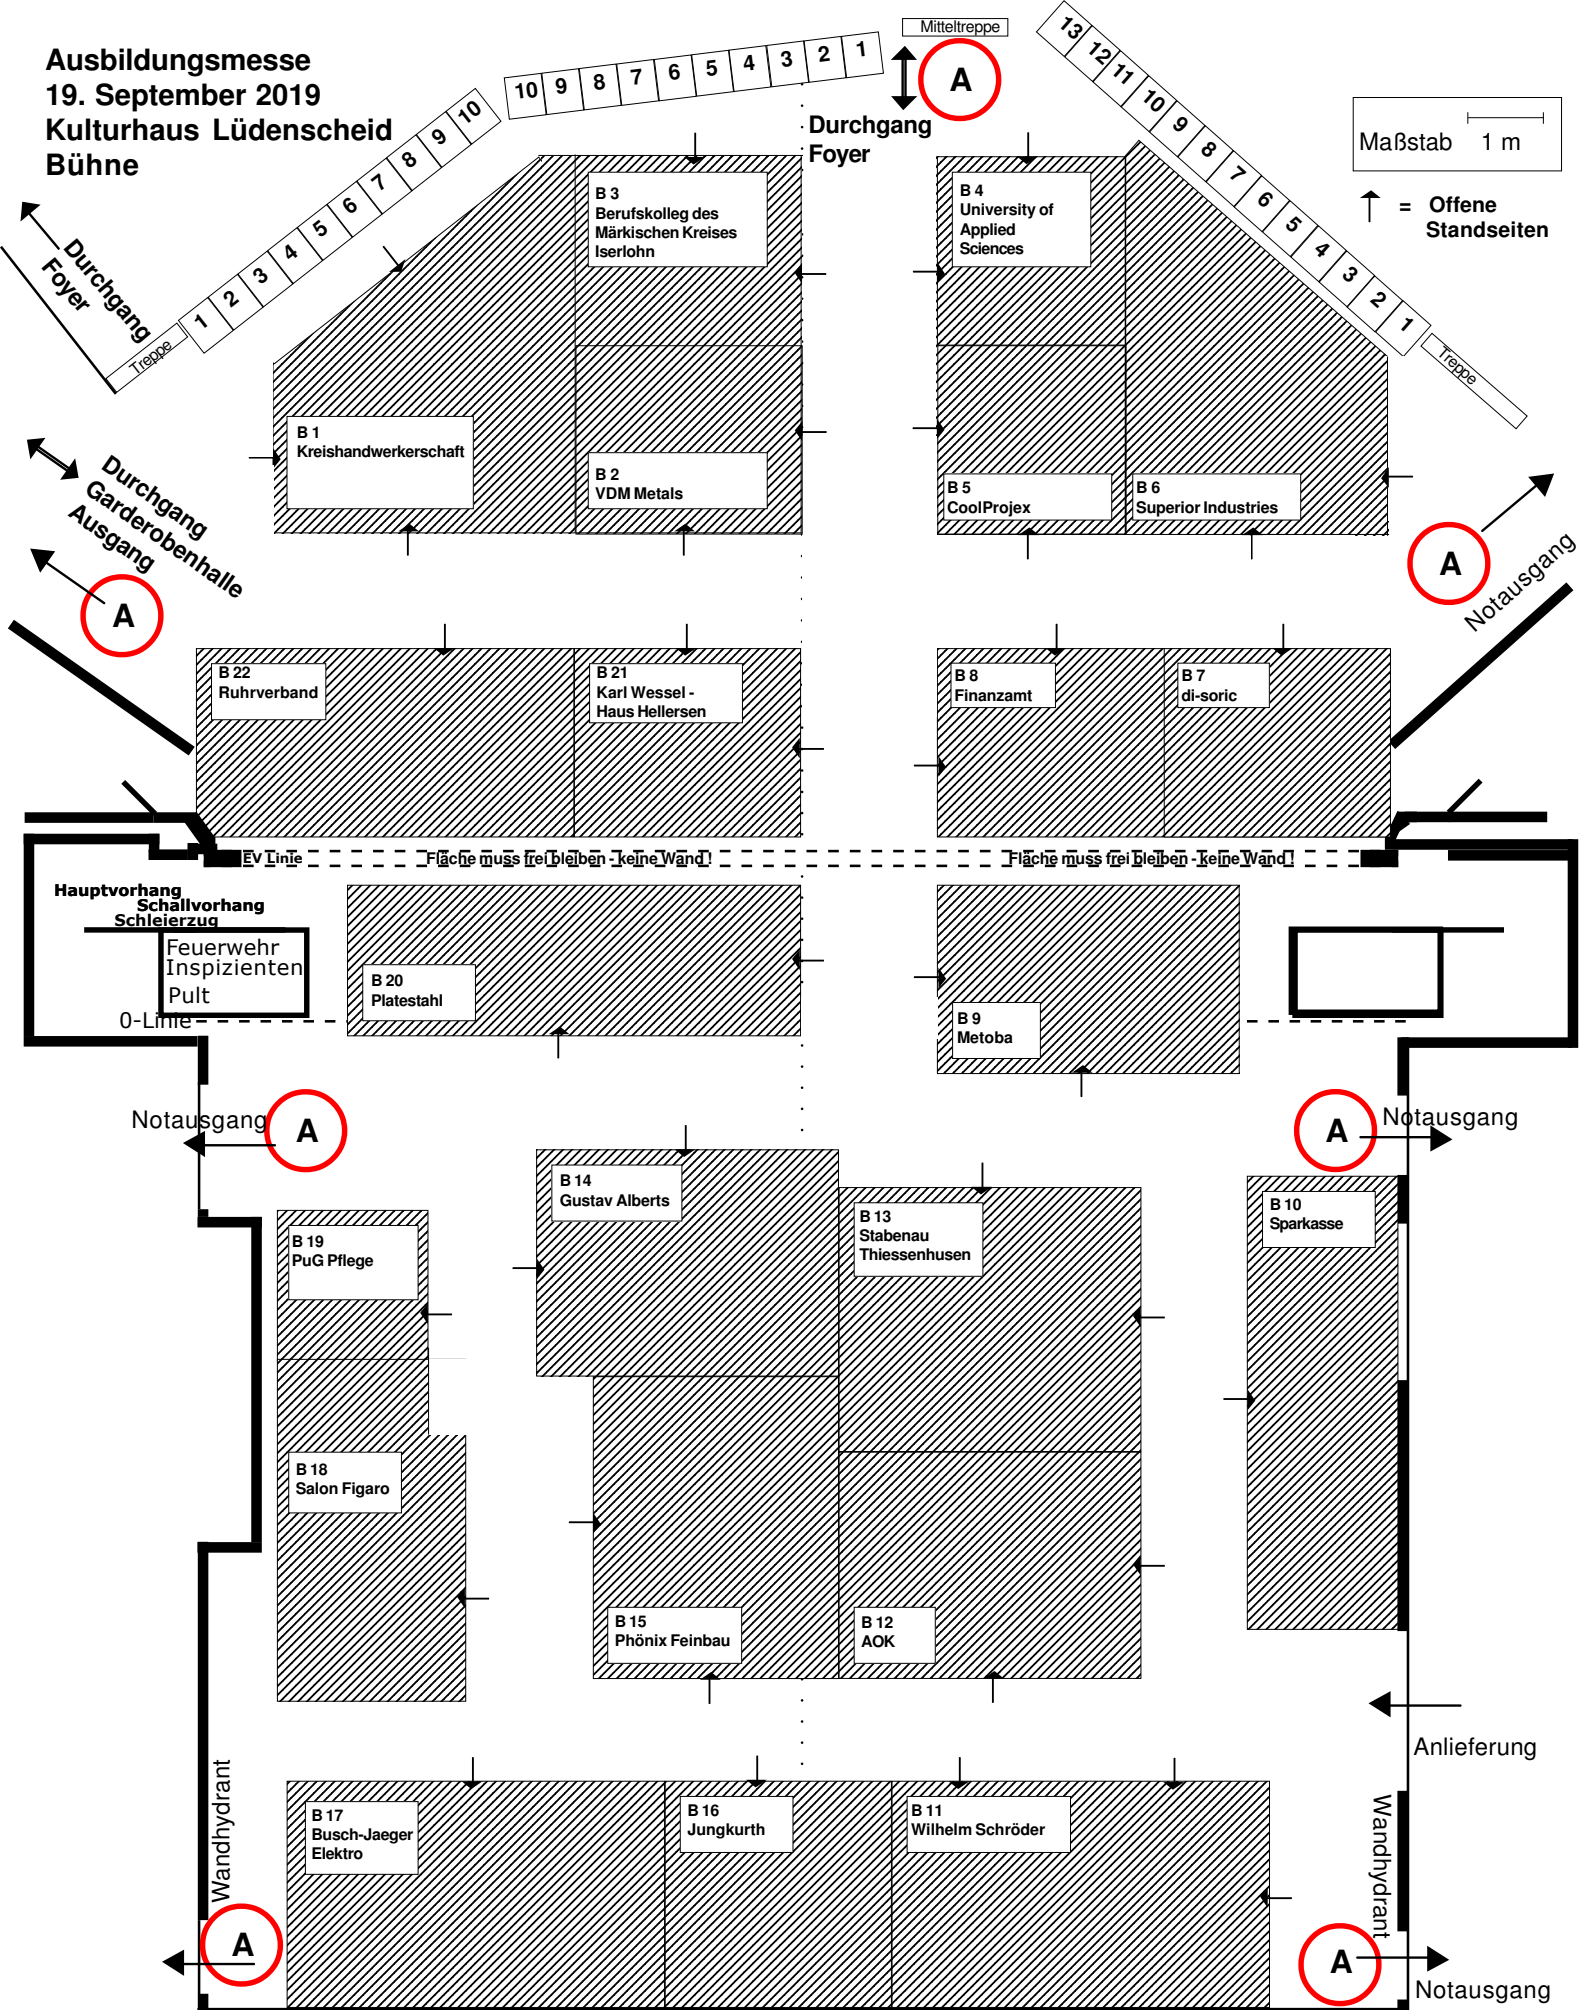 Ausbildungsmesse
19. September 2019
Kulturhaus Lüdenscheid
Bühne
10 9 8 7 6 5 4 3 2 1
Mitteltreppe
A
Durchgang
Foyer
13 12 11 10 9 8 7 6 5 4 3 2 1
Treppe
Maßstab 1 m
= Offene
Standseiten
1 2 3 4 5 6 7 8 9 10
Treppe
Durchgang
Foyer
B 3
Berufskolleg des
Märkischen Kreises
Iserlohn
B 4
University of
Applied
Sciences
B 1
Kreishandwerkerschaft
B 2
VDM Metals
B 5
CoolProjex
B 6
Superior Industries
Durchgang
Garderobenhalle
Ausgang
A
A
Notausgang
B 22
Ruhrverband
B 21
Karl Wessel -
Haus Hellersen
B 8
Finanzamt
B 7
di-soric
EV Linie
Fläche muss frei bleiben - keine Wand !
Fläche muss frei bleiben - keine Wand !
Hauptvorhang
Schallvorhang
Schleierzug
Feuerwehr
Inspizienten
Pult
0-Linie
B 20
Platestahl
B 9
Metoba
Notausgang
A
A
Notausgang
B 14
Gustav Alberts
B 13
Stabenau
Thiessenhusen
B 10
Sparkasse
B 19
PuG Pflege
B 18
Salon Figaro
B 15
Phönix Feinbau
B 12
AOK
Anlieferung
Wandhydrant
Wandhydrant
B 17
Busch-Jaeger
Elektro
B 16
Jungkurth
B 11
Wilhelm Schröder
A
A
Notausgang